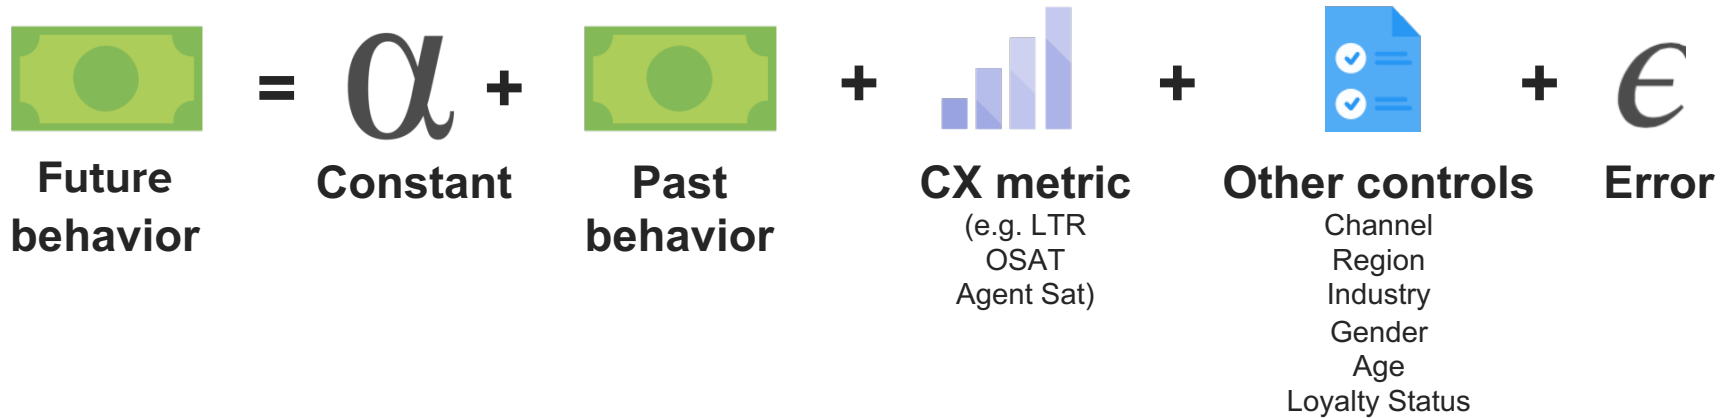 = α + + + + ϵ
Future
behavior
Constant
Past
behavior
CX metric
(e.g. LTR
OSAT
Agent Sat)
Other controls
Channel
Region
Industry
Gender
Age
Loyalty Status
Error